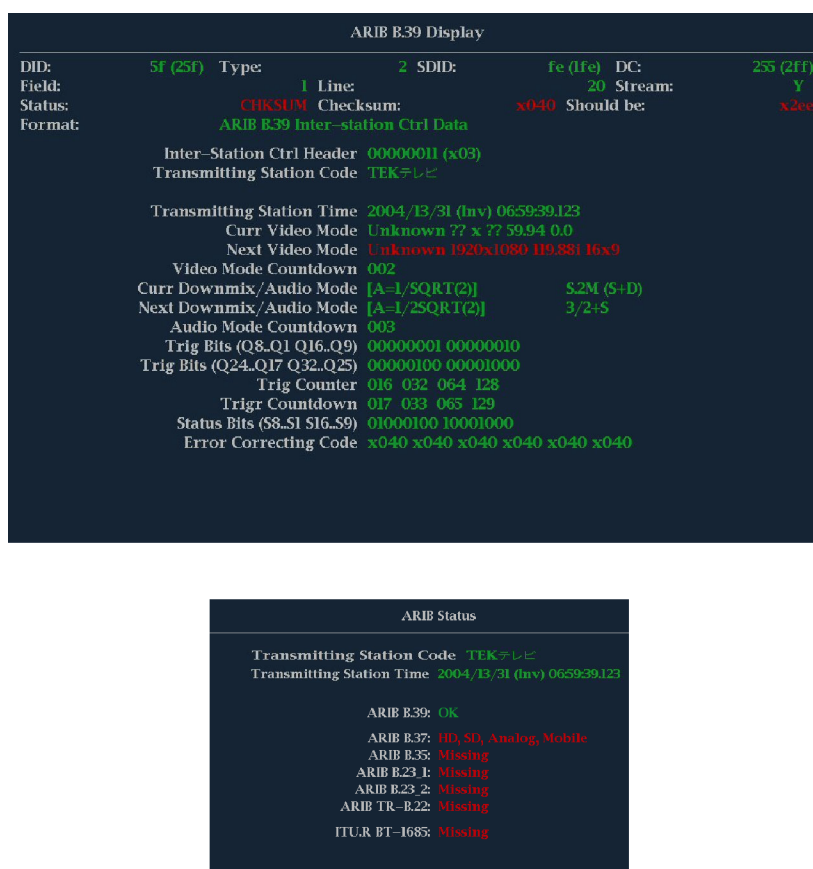 ARIB B.39 Display
DID: 5f (25f) Type: 2 SDID: fe (1fe) DC: 255 (2ff)
Field: 1 Line: 20 Stream: Y
Status: CHKSUM Checksum: x040 Should be: x2ee
Format: ARIB B.39 Inter-station Ctrl Data
Inter-Station Ctrl Header 00000011 (x03)
Transmitting Station Code TEKテレビ
Transmitting Station Time 2004/13/31 (Inv) 06:59:39.123
Curr Video Mode Unknown ?? x ?? 59.94 0.0
Next Video Mode Unknown 1920x1080 119.88i 16x9
Video Mode Countdown 002
Curr Downmix/Audio Mode [A=1/SQRT(2)] S.2M (S+D)
Next Downmix/Audio Mode [A=1/2SQRT(2)] 3/2+S
Audio Mode Countdown 003
Trig Bits (Q8..Q1 Q16..Q9) 00000001 00000010
Trig Bits (Q24..Q17 Q32..Q25) 00000100 00001000
Trig Counter 016 032 064 128
Trigr Countdown 017 033 065 129
Status Bits (S8..S1 S16..S9) 01000100 10001000
Error Correcting Code x040 x040 x040 x040 x040 x040
ARIB Status
Transmitting Station Code TEKテレビ
Transmitting Station Time 2004/13/31 (Inv) 06:59:39.123
ARIB B.39: OK
ARIB B.37: HD, SD, Analog, Mobile
ARIB B.35: Missing
ARIB B.23_1: Missing
ARIB B.23_2: Missing
ARIB TR-B.22: Missing
ITU.R BT-1685: Missing